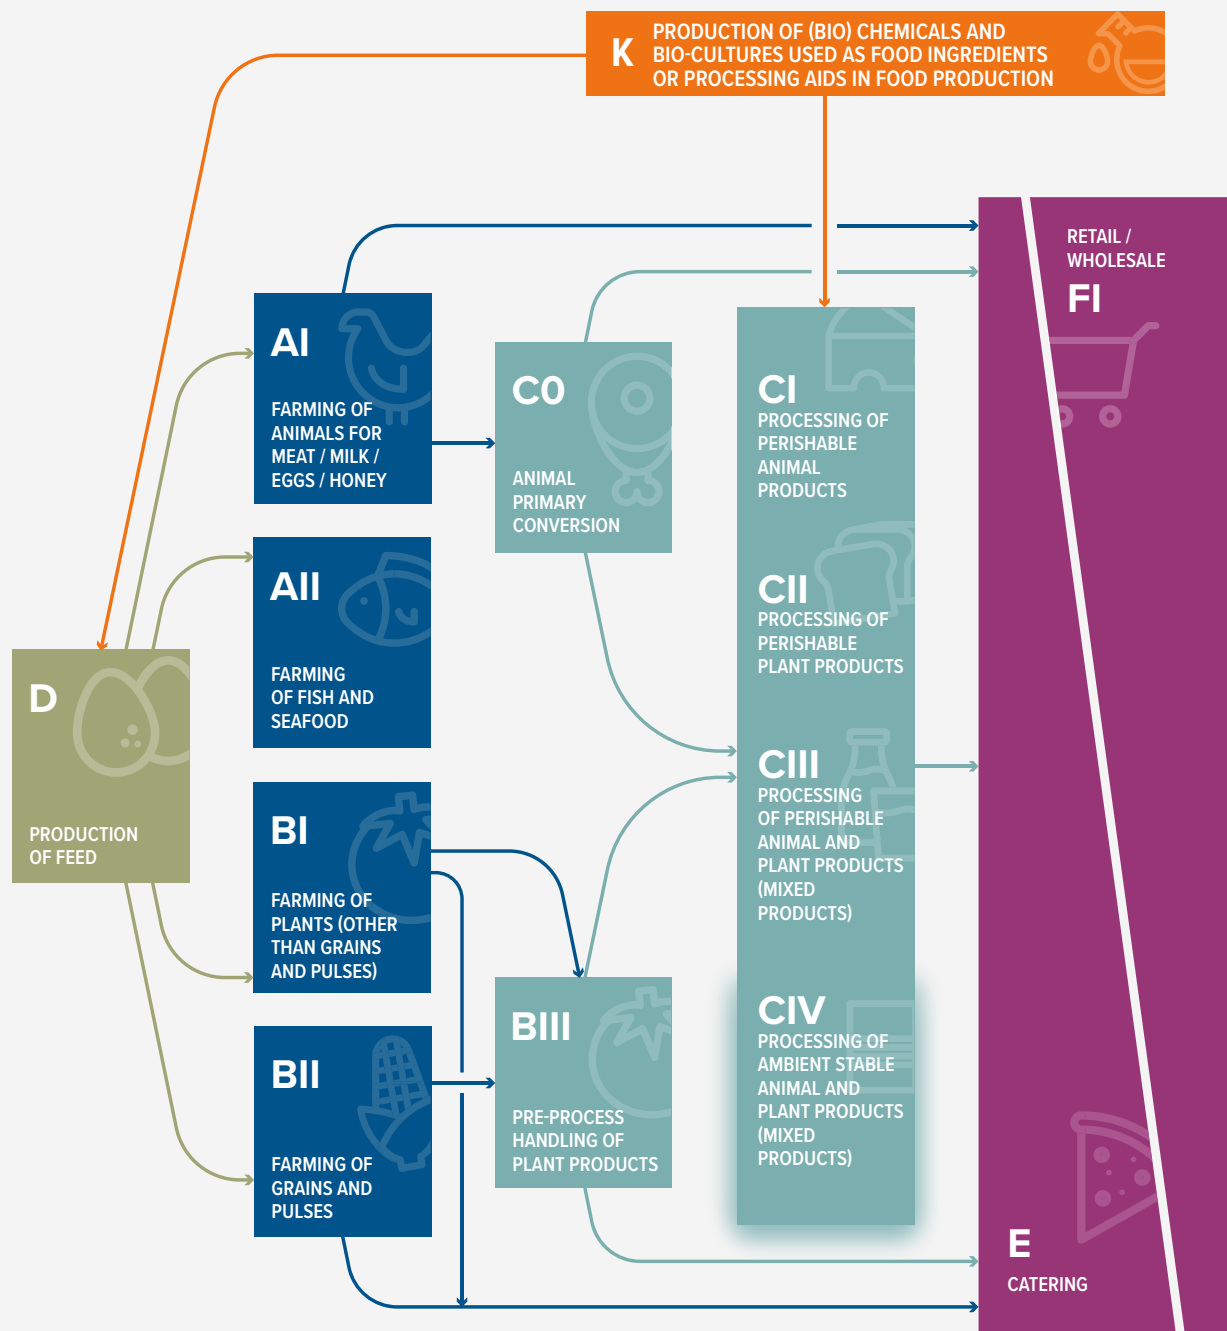 K
PRODUCTION OF (BIO) CHEMICALS AND
BIO-CULTURES USED AS FOOD INGREDIENTS
OR PROCESSING AIDS IN FOOD PRODUCTION
RETAIL /
WHOLESALE
FI
AI
FARMING OF
ANIMALS FOR
MEAT / MILK /
EGGS / HONEY
C0
ANIMAL
PRIMARY
CONVERSION
CI
PROCESSING OF
PERISHABLE
ANIMAL
PRODUCTS
AII
FARMING
OF FISH AND
SEAFOOD
CII
PROCESSING OF
PERISHABLE
PLANT PRODUCTS
D
PRODUCTION
OF FEED
BI
FARMING OF
PLANTS (OTHER
THAN GRAINS
AND PULSES)
CIII
PROCESSING
OF PERISHABLE
ANIMAL AND
PLANT PRODUCTS
(MIXED
PRODUCTS)
BII
FARMING OF
GRAINS AND
PULSES
BIII
PRE-PROCESS
HANDLING OF
PLANT PRODUCTS
CIV
PROCESSING OF
AMBIENT STABLE
ANIMAL AND
PLANT PRODUCTS
(MIXED
PRODUCTS)
E
CATERING